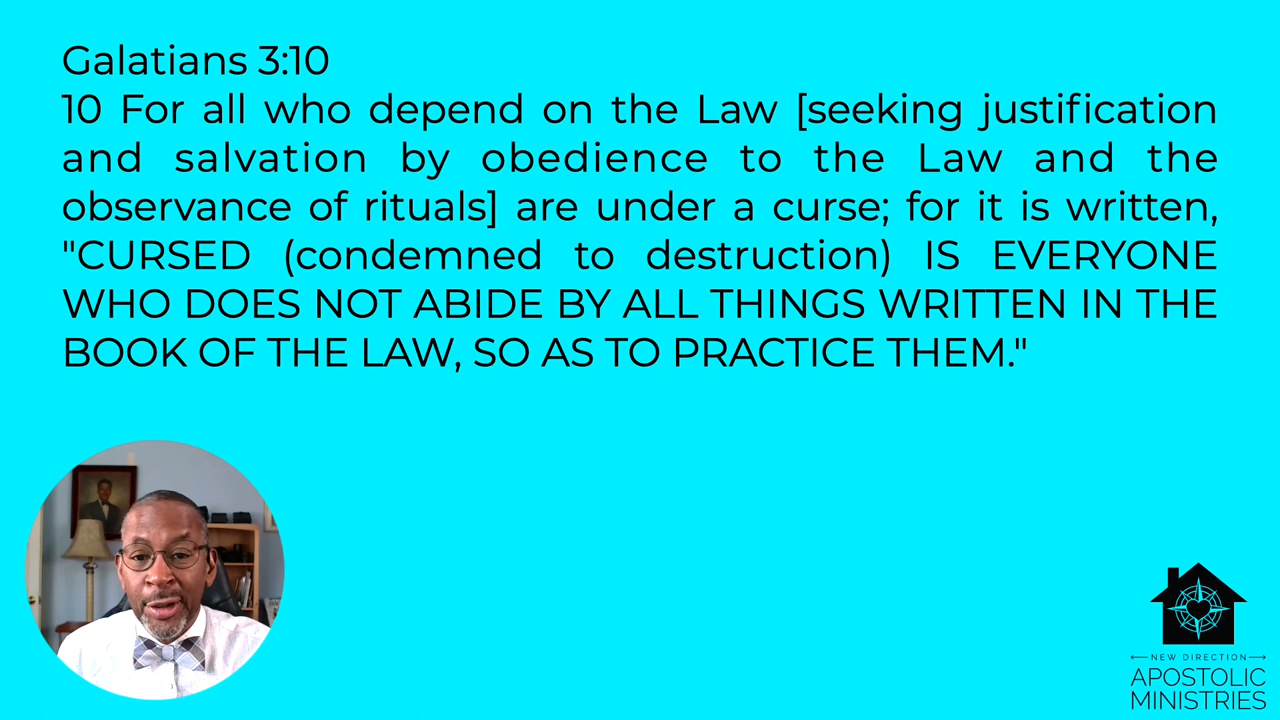 Galatians 3:10
10 For all who depend on the Law [seeking justification
and salvation by obedience to the Law and the
observance of rituals] are under a curse; for it is written,
"CURSED (condemned to destruction) IS EVERYONE
WHO DOES NOT ABIDE BY ALL THINGS WRITTEN IN THE
BOOK OF THE LAW, SO AS TO PRACTICE THEM."
NEW DIRECTION
APOSTOLIC
MINISTRIES